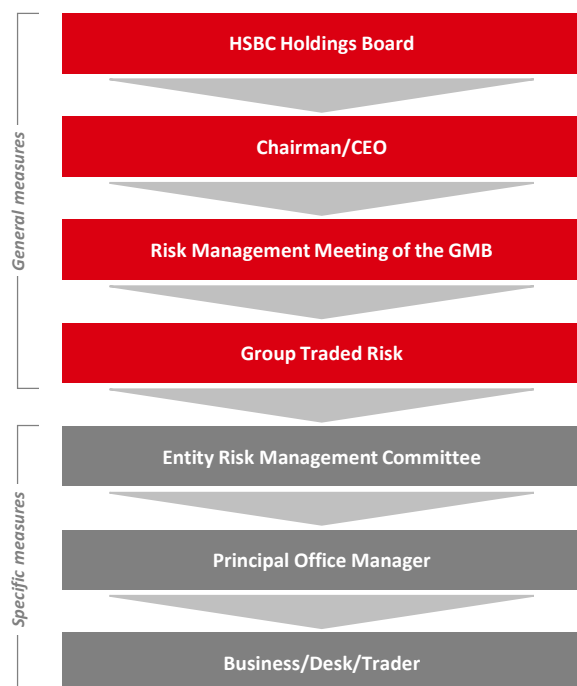 HSBC Holdings Board
Chairman/CEO
General measures
Risk Management Meeting of the GMB
Group Traded Risk
Entity Risk Management Committee
Specific measures
Principal Office Manager
Business/Desk/Trader